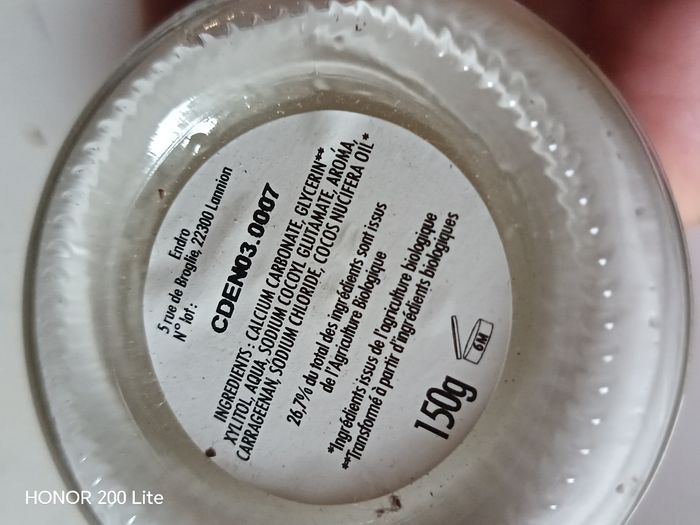 Endro
5 rue de Broglie, 22300 Lannion
N° lot :
CDEN03.0007
INGREDIENTS : CALCIUM CARBONATE, GLYCERIN**
XYLITOL, AQUA, SODIUM COCOYL GLUTAMATE, AROMA,
CARRAGEENAN, SODIUM CHLORIDE, COCOS NUCIFERA OIL*
26,7% du total des ingrédients sont issus
de l'Agriculture Biologique
*Ingrédients issus de l'agriculture biologique
**Transformé à partir d'ingrédients biologiques
150g
6M
HONOR 200 Lite